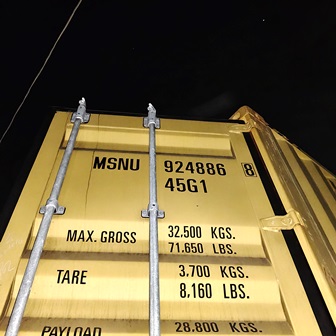 MSNU 924886 8
45G1
MAX. GROSS 32.500 KGS.
71.650 LBS.
TARE 3.700 KGS.
8.160 LBS.
PAYLOAD 28.800 KGS.